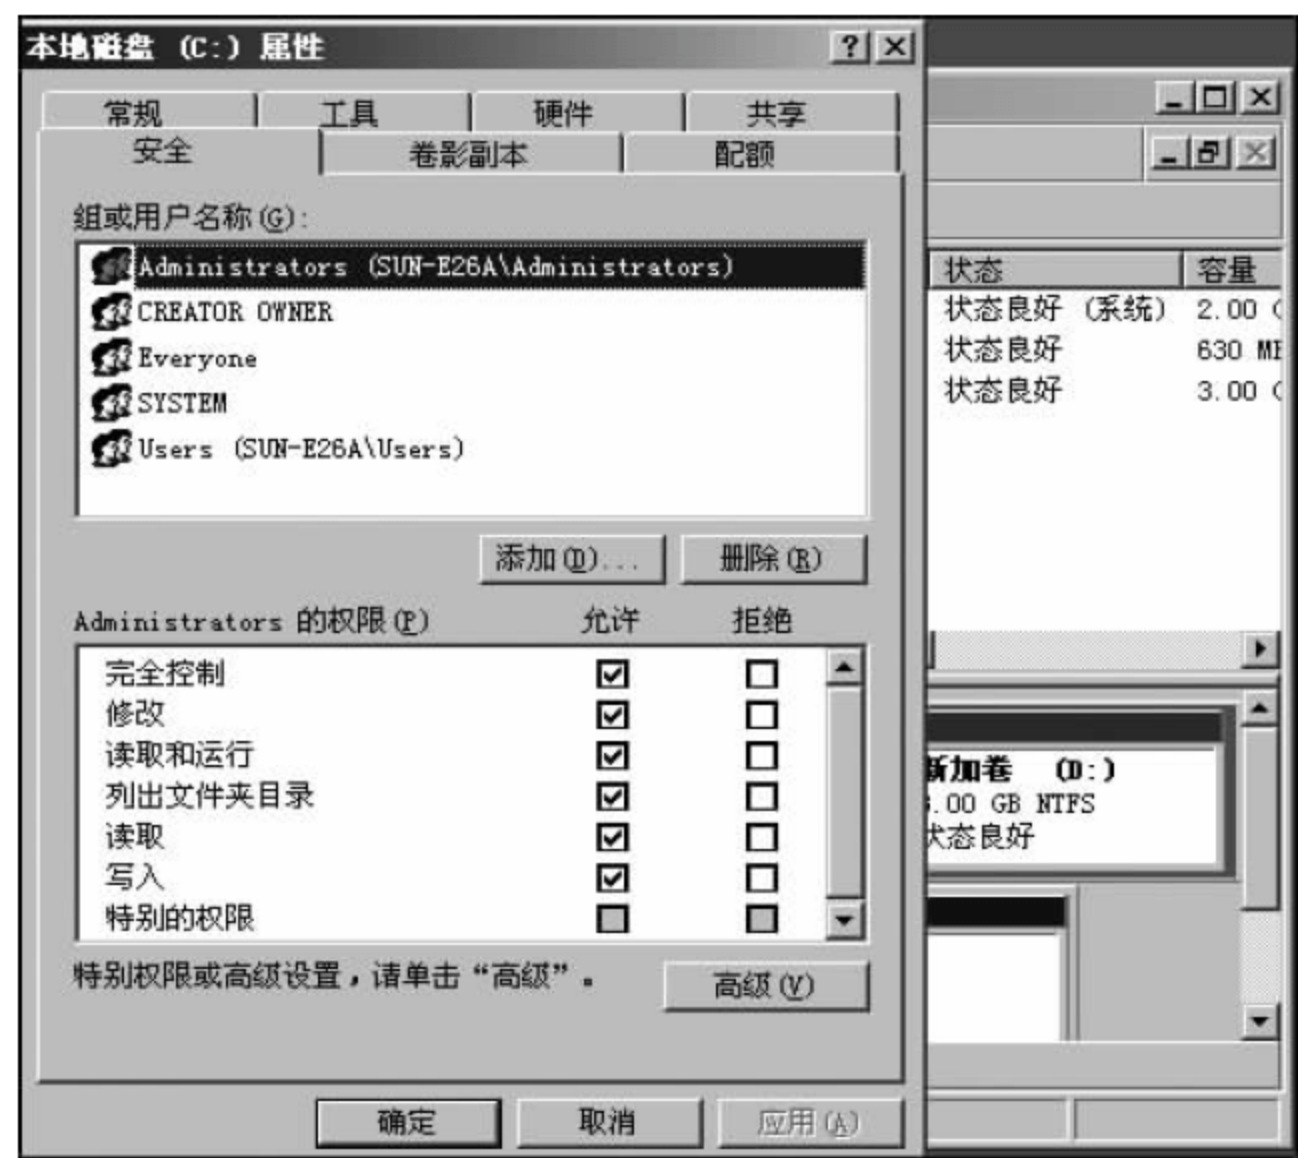 本地磁盘 (C:) 属性
常规 工具 硬件 共享
安全 卷影副本 配额
组或用户名称(G):
Administrators (SUN-E26A\Administrators)
CREATOR OWNER
Everyone
SYSTEM
Users (SUN-E26A\Users)
添加(D)... 删除(R)
Administrators 的权限(P) 允许 拒绝
完全控制
修改
读取和运行
列出文件夹目录
读取
写入
特别的权限
特别权限或高级设置，请单击“高级”。
高级(V)
确定 取消 应用(A)
状态 容量
状态良好 (系统) 2.00
状态良好 630
状态良好 3.00
新加卷 (D:)
.00 GB NTFS
状态良好